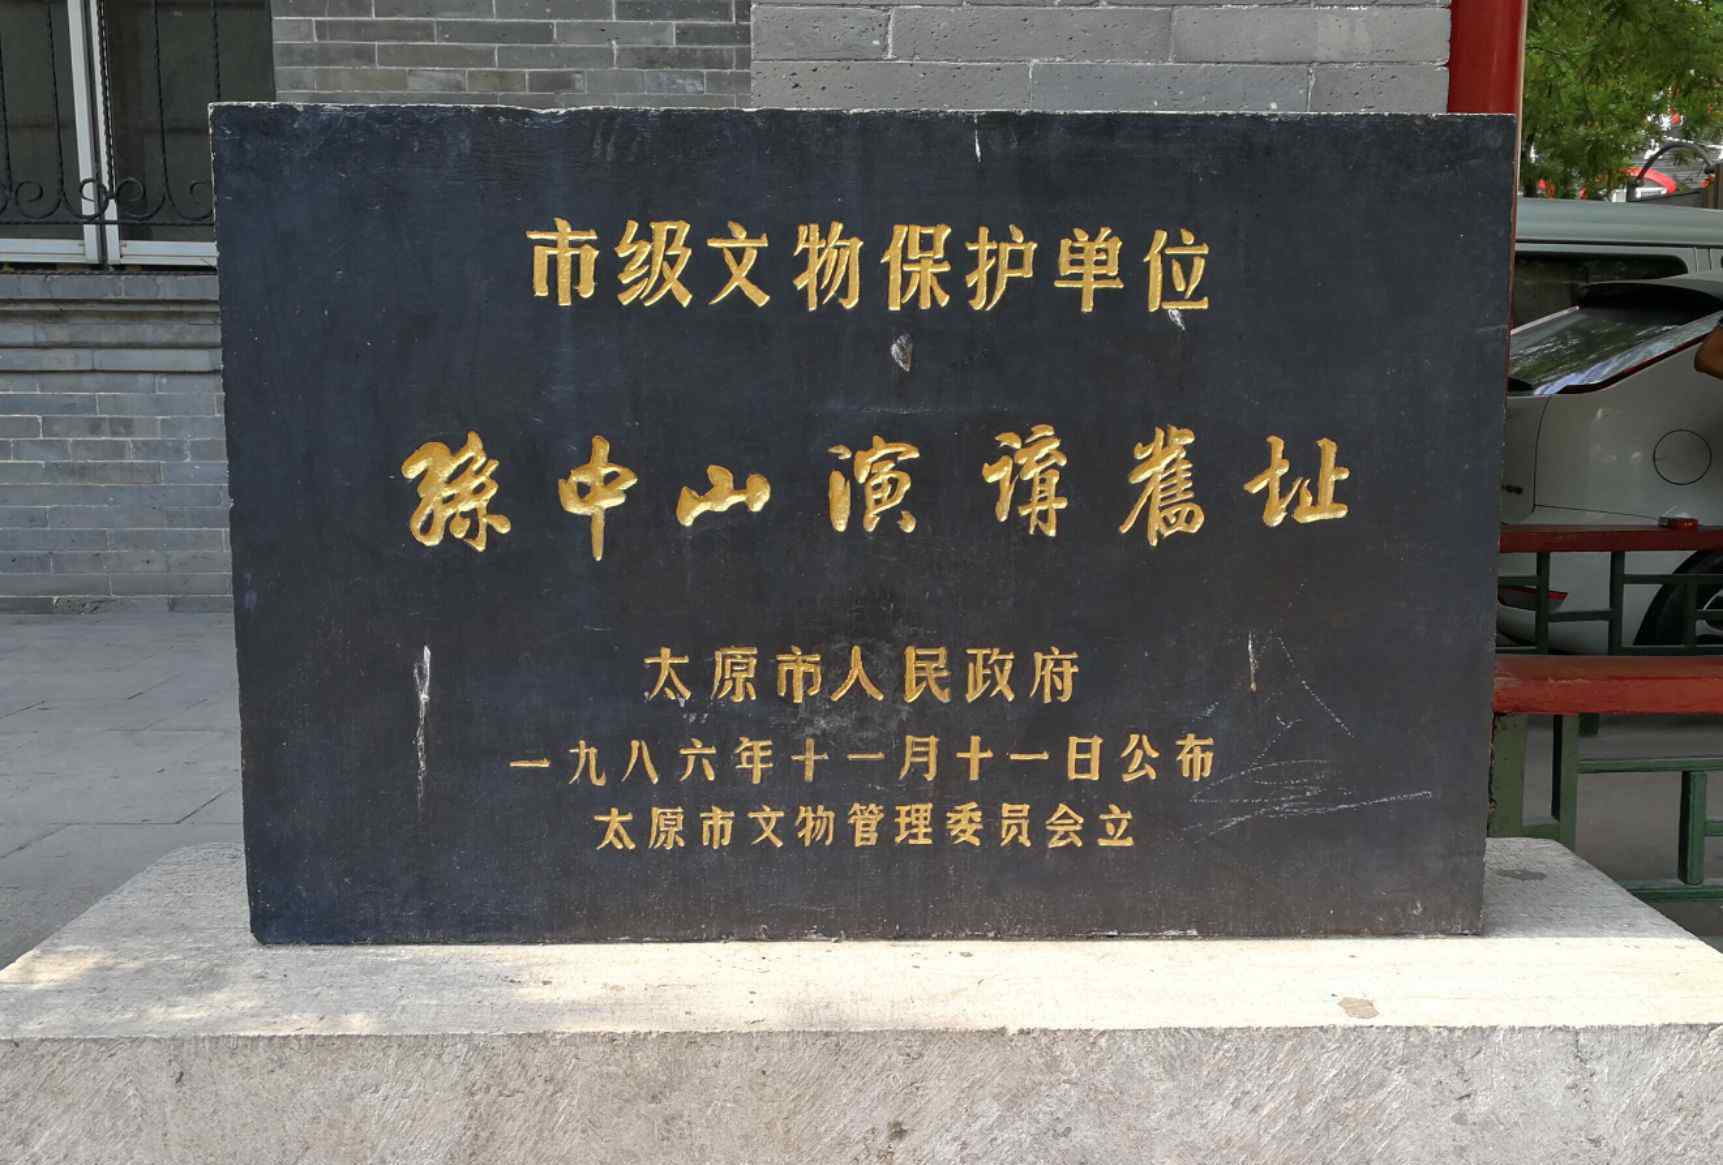 市级文物保护单位
孫中山演講舊址
太原市人民政府
一九八六年十一月十一日公布
太原市文物管理委员会立